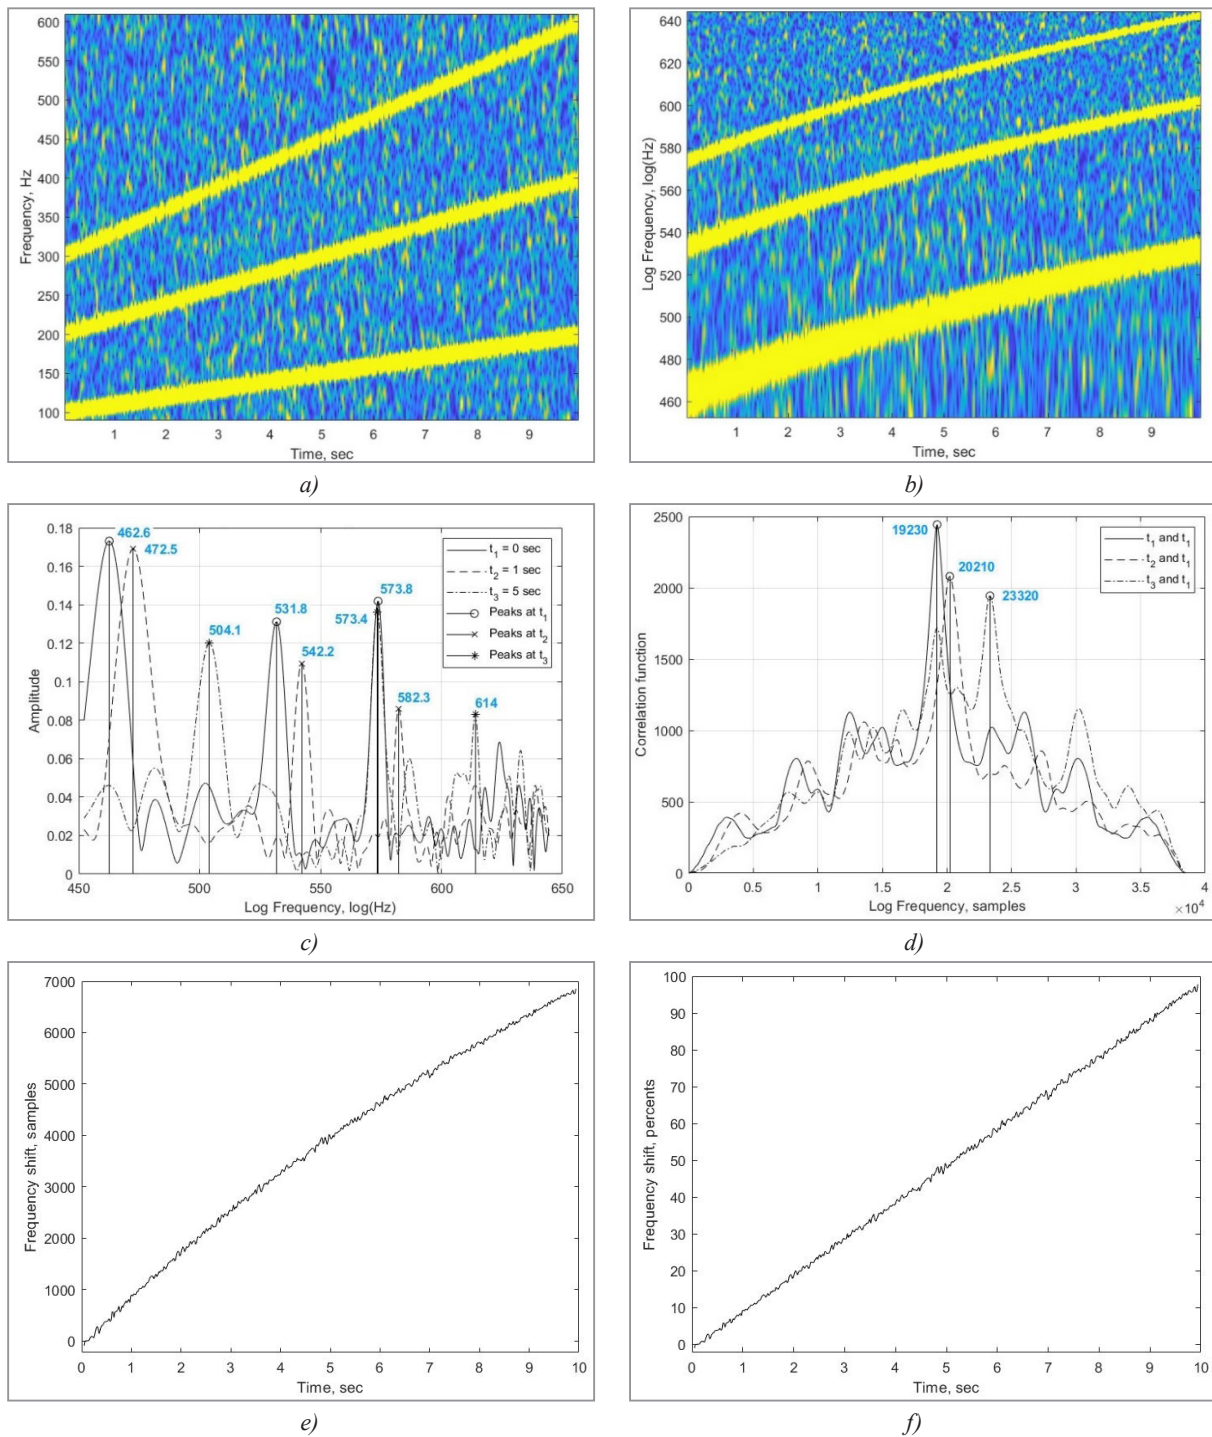 600
550
500
450
400
350
300
250
200
150
100
Frequency, Hz
1 2 3 4 5 6 7 8 9
Time, sec
a)
640
620
600
580
560
540
520
500
480
460
Log Frequency, log(Hz)
1 2 3 4 5 6 7 8 9
Time, sec
b)
0.18
0.16
0.14
0.12
0.1
0.08
0.06
0.04
0.02
0
Amplitude
462.6
472.5
504.1
531.8
542.2
573.8
573.4
582.3
614
t1 = 0 sec
t2 = 1 sec
t3 = 5 sec
Peaks at t1
Peaks at t2
Peaks at t3
450 500 550 600 650
Log Frequency, log(Hz)
c)
2500
2000
1500
1000
500
0
Correlation function
19230
20210
23320
t1 and t1
t2 and t1
t3 and t1
0 0.5 1 1.5 2 2.5 3 3.5 4
×10^4
Log Frequency, samples
d)
7000
6000
5000
4000
3000
2000
1000
0
Frequency shift, samples
0 1 2 3 4 5 6 7 8 9 10
Time, sec
e)
100
90
80
70
60
50
40
30
20
10
0
Frequency shift, percents
0 1 2 3 4 5 6 7 8 9 10
Time, sec
f)